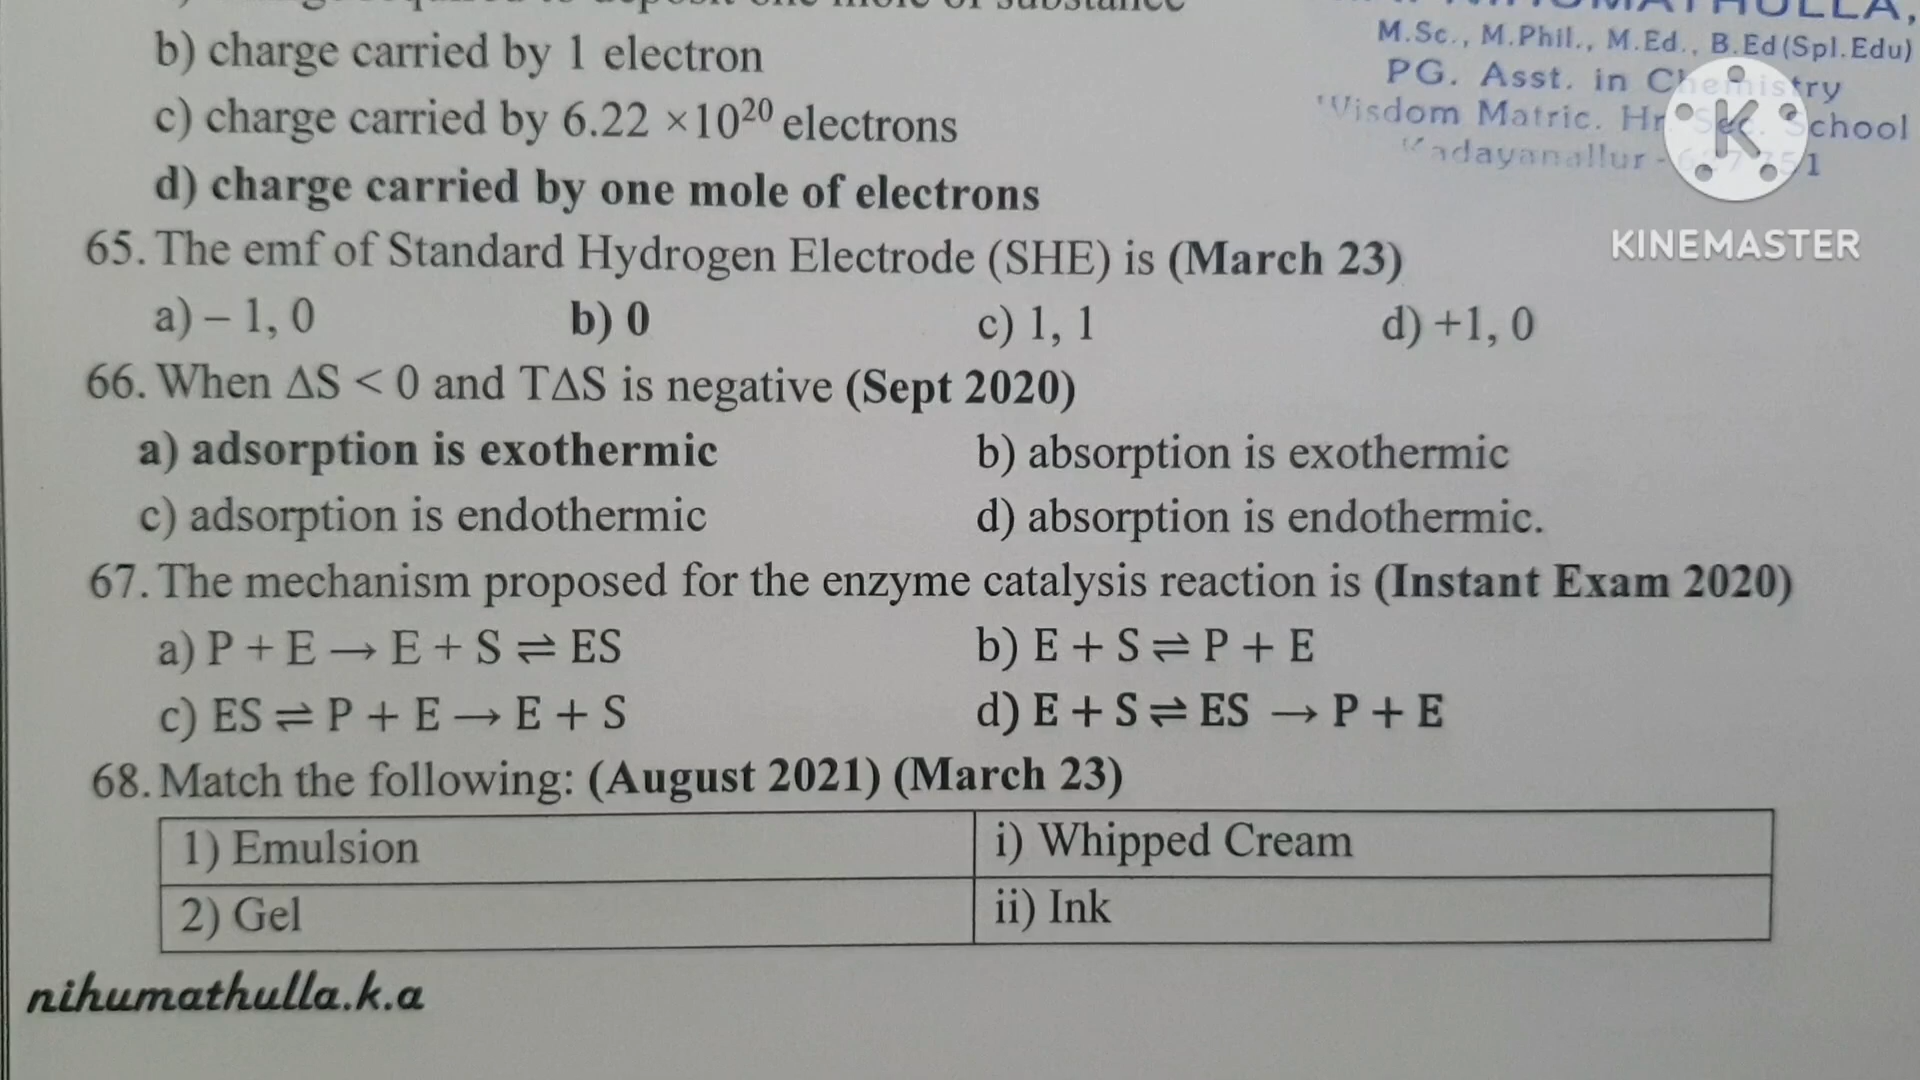 b) charge carried by 1 electron
c) charge carried by 6.22 ×10²⁰ electrons
d) charge carried by one mole of electrons
M.Sc., M.Phil., M.Ed., B.Ed(Spl.Edu)
PG. Asst. in Chemistry
Wisdom Matric. Hr. Sec. School
Kadayanallur -
K
KINEMASTER
65. The emf of Standard Hydrogen Electrode (SHE) is (March 23)
a) – 1, 0 b) 0 c) 1, 1 d) +1, 0
66. When ΔS < 0 and TΔS is negative (Sept 2020)
a) adsorption is exothermic b) absorption is exothermic
c) adsorption is endothermic d) absorption is endothermic.
67. The mechanism proposed for the enzyme catalysis reaction is (Instant Exam 2020)
a) P + E → E + S ⇌ ES b) E + S ⇌ P + E
c) ES ⇌ P + E → E + S d) E + S ⇌ ES → P + E
68. Match the following: (August 2021) (March 23)
1) Emulsion i) Whipped Cream
2) Gel ii) Ink
nihumathulla.k.a